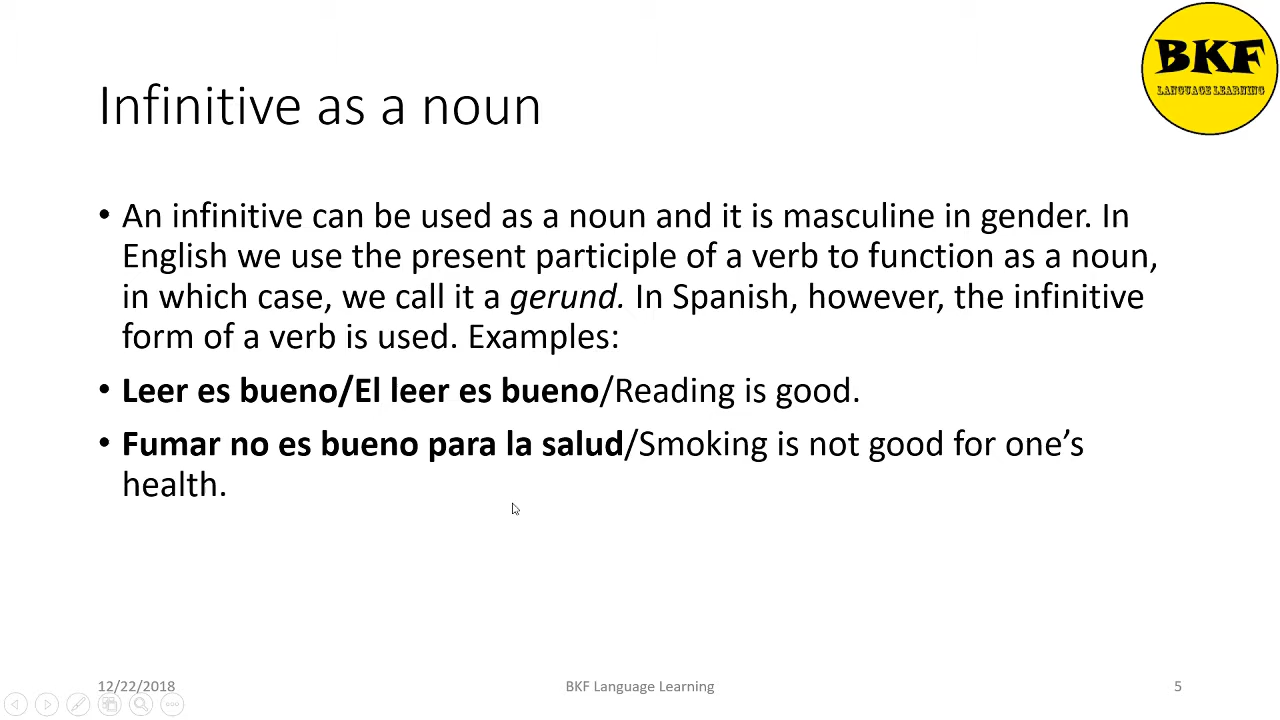 BKF
LANGUAGE LEARNING
Infinitive as a noun
• An infinitive can be used as a noun and it is masculine in gender. In
English we use the present participle of a verb to function as a noun,
in which case, we call it a gerund. In Spanish, however, the infinitive
form of a verb is used. Examples:
• Leer es bueno/El leer es bueno/Reading is good.
• Fumar no es bueno para la salud/Smoking is not good for one’s
health.
12/22/2018
BKF Language Learning
5